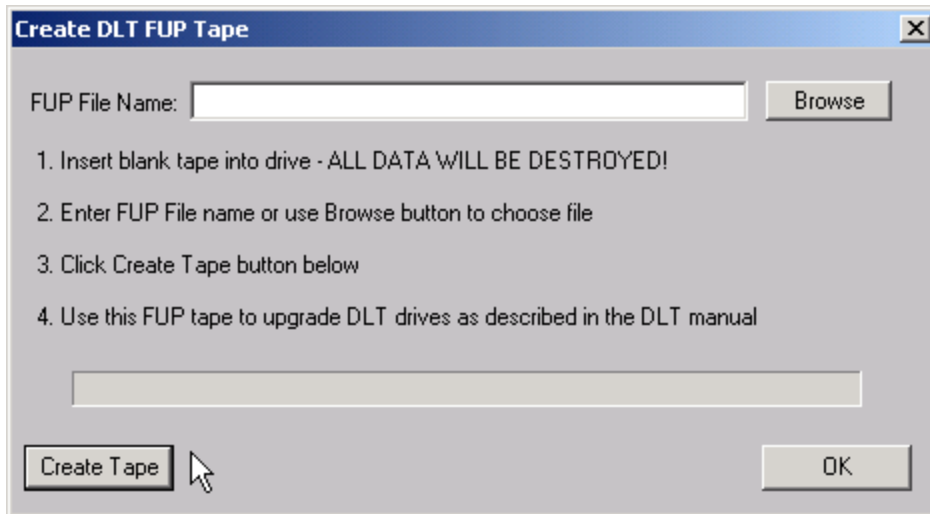 Create DLT FUP Tape
FUP File Name: Browse
1. Insert blank tape into drive - ALL DATA WILL BE DESTROYED!
2. Enter FUP File name or use Browse button to choose file
3. Click Create Tape button below
4. Use this FUP tape to upgrade DLT drives as described in the DLT manual
Create Tape OK